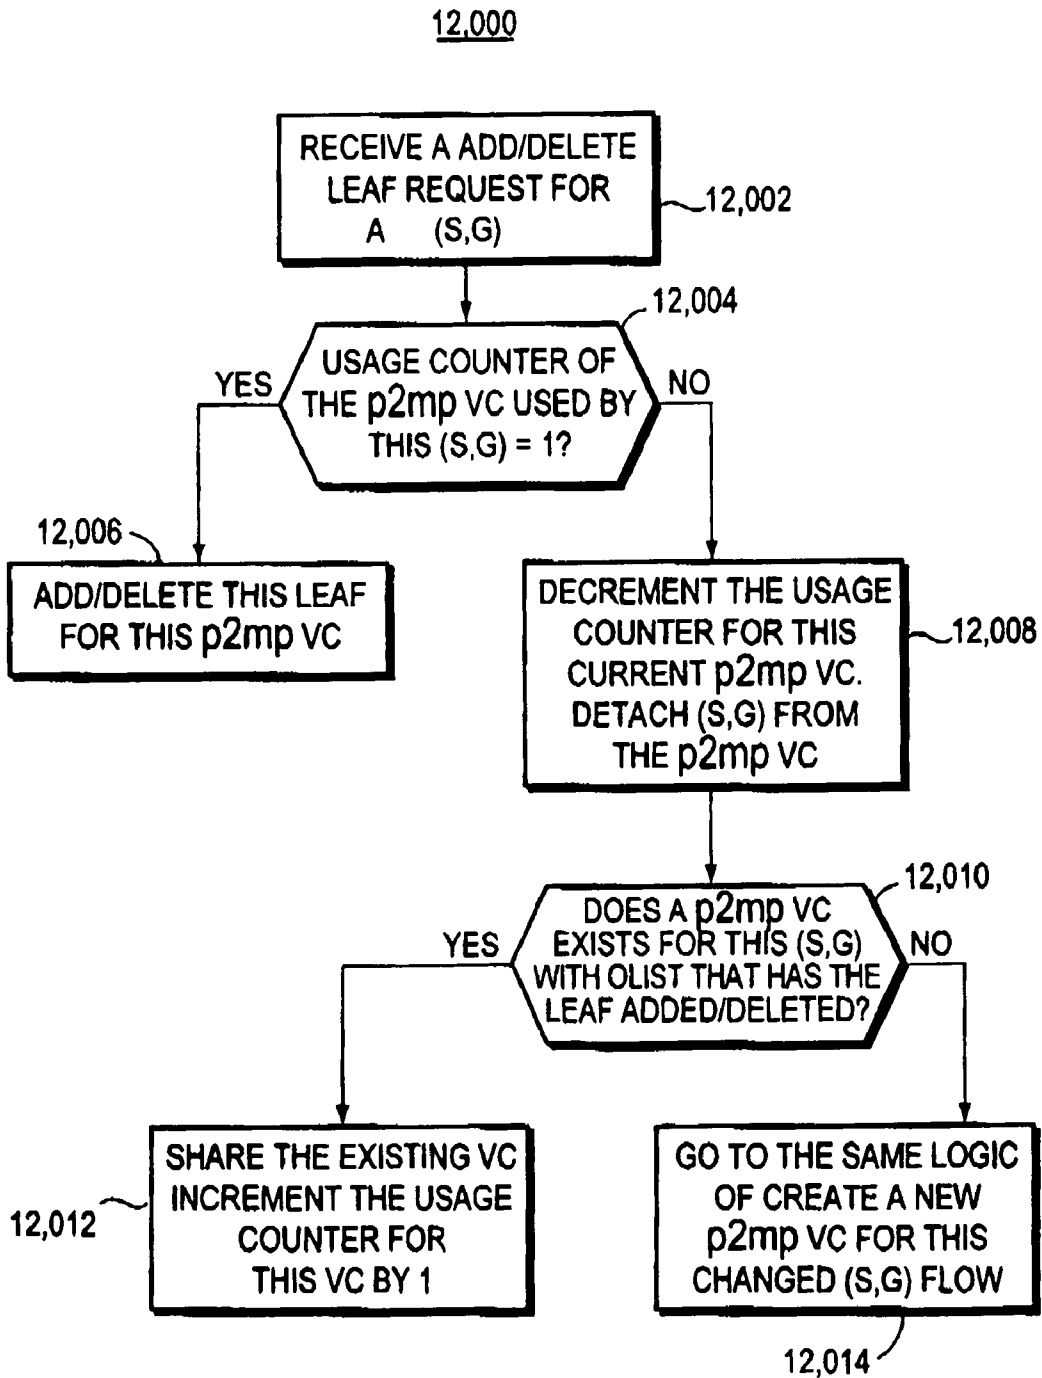 12,000
RECEIVE A ADD/DELETE
LEAF REQUEST FOR
A (S,G)
12,002
12,004
USAGE COUNTER OF
THE p2mp VC USED BY
THIS (S,G) = 1?
YES
NO
12,006
ADD/DELETE THIS LEAF
FOR THIS p2mp VC
DECREMENT THE USAGE
COUNTER FOR THIS
CURRENT p2mp VC.
DETACH (S,G) FROM
THE p2mp VC
12,008
12,010
DOES A p2mp VC
EXISTS FOR THIS (S,G)
WITH OLIST THAT HAS THE
LEAF ADDED/DELETED?
YES
NO
SHARE THE EXISTING VC
INCREMENT THE USAGE
COUNTER FOR
THIS VC BY 1
12,012
GO TO THE SAME LOGIC
OF CREATE A NEW
p2mp VC FOR THIS
CHANGED (S,G) FLOW
12,014